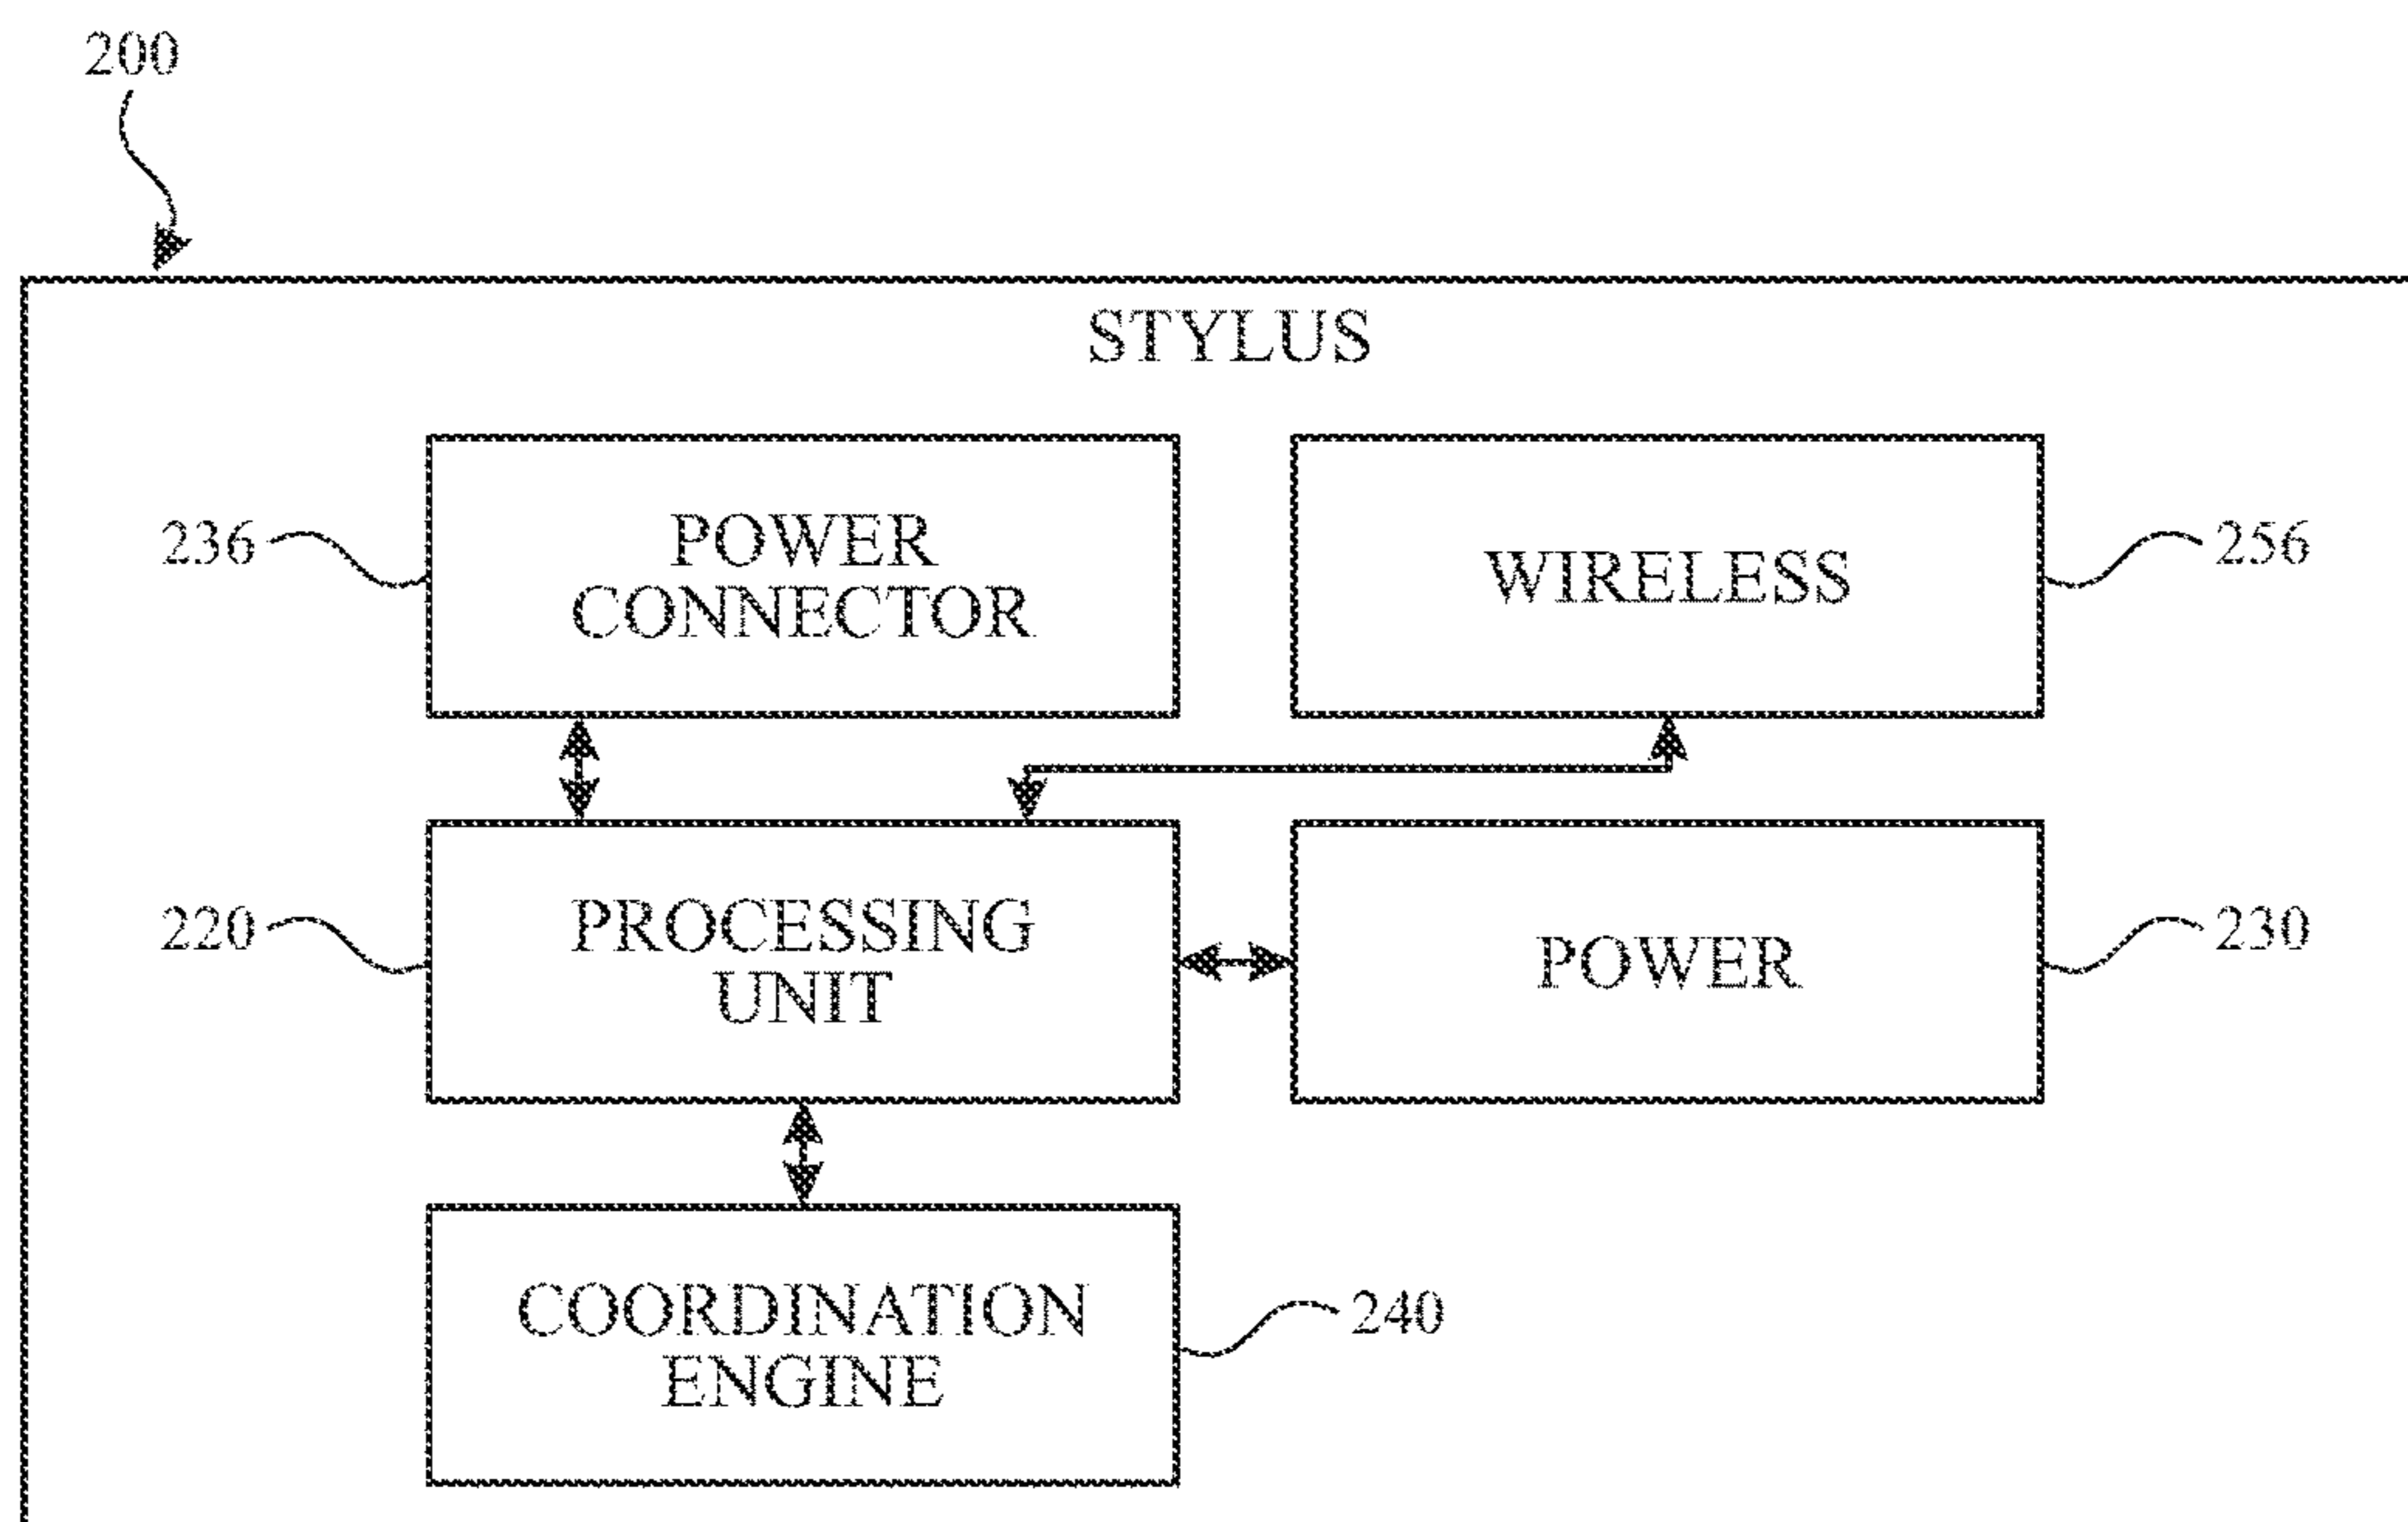 200
STYLUS
236
POWER
CONNECTOR
WIRELESS
256
220
PROCESSING
UNIT
POWER
230
COORDINATION
ENGINE
240